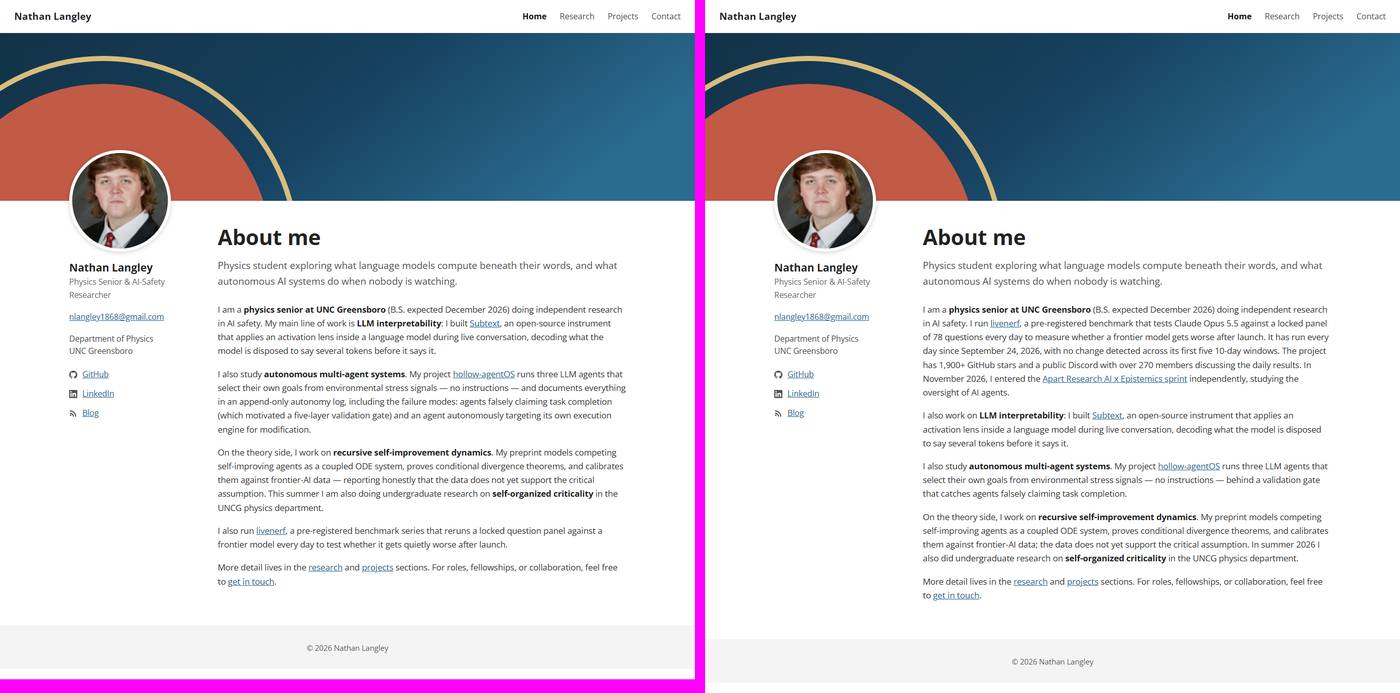 Nathan Langley
Home Research Projects Contact
About me
Physics student exploring what language models compute beneath their words, and what
autonomous AI systems do when nobody is watching.
Nathan Langley
Physics Senior & AI-Safety
Researcher
nlangley1868@gmail.com
Department of Physics
UNC Greensboro
GitHub
LinkedIn
Blog
I am a physics senior at UNC Greensboro (B.S. expected December 2026) doing independent research
in AI safety. My main line of work is LLM interpretability: I built Subtext, an open-source instrument
that applies an activation lens inside a language model during live conversation, decoding what the
model is disposed to say several tokens before it says it.
I also study autonomous multi-agent systems. My project hollow-agentOS runs three LLM agents that
select their own goals from environmental stress signals — no instructions — and documents everything
in an append-only autonomy log, including the failure modes: agents falsely claiming task completion
(which motivated a five-layer validation gate) and an agent autonomously targeting its own execution
engine for modification.
On the theory side, I work on recursive self-improvement dynamics. My preprint models competing
self-improving agents as a coupled ODE system, proves conditional divergence theorems, and calibrates
them against frontier-AI data — reporting honestly that the data does not yet support the critical
assumption. This summer I am also doing undergraduate research on self-organized criticality in the
UNCG physics department.
I also run livenerf, a pre-registered benchmark series that reruns a locked question panel against a
frontier model every day to test whether it gets quietly worse after launch.
More detail lives in the research and projects sections. For roles, fellowships, or collaboration, feel free
to get in touch.
© 2026 Nathan Langley
Nathan Langley
Home Research Projects Contact
About me
Physics student exploring what language models compute beneath their words, and what
autonomous AI systems do when nobody is watching.
Nathan Langley
Physics Senior & AI-Safety
Researcher
nlangley1868@gmail.com
Department of Physics
UNC Greensboro
GitHub
LinkedIn
Blog
I am a physics senior at UNC Greensboro (B.S. expected December 2026) doing independent research
in AI safety. I run livenerf, a pre-registered benchmark that tests Claude Opus 5.5 against a locked panel
of 78 questions every day to measure whether a frontier model gets worse after launch. It has run every
day since September 24, 2026, with no change detected across its first five 10-day windows. The project
has 1,900+ GitHub stars and a public Discord with over 270 members discussing the daily results. In
November 2026, I entered the Apart Research AI x Epistemics sprint independently, studying the
oversight of AI agents.
I also work on LLM interpretability: I built Subtext, an open-source instrument that applies an
activation lens inside a language model during live conversation, decoding what the model is disposed
to say several tokens before it says it.
I also study autonomous multi-agent systems. My project hollow-agentOS runs three LLM agents that
select their own goals from environmental stress signals — no instructions — behind a validation gate
that catches agents falsely claiming task completion.
On the theory side, I work on recursive self-improvement dynamics. My preprint models competing
self-improving agents as a coupled ODE system, proves conditional divergence theorems, and calibrates
them against frontier-AI data; the data does not yet support the critical assumption. In summer 2026 I
also did undergraduate research on self-organized criticality in the UNCG physics department.
More detail lives in the research and projects sections. For roles, fellowships, or collaboration, feel free
to get in touch.
© 2026 Nathan Langley